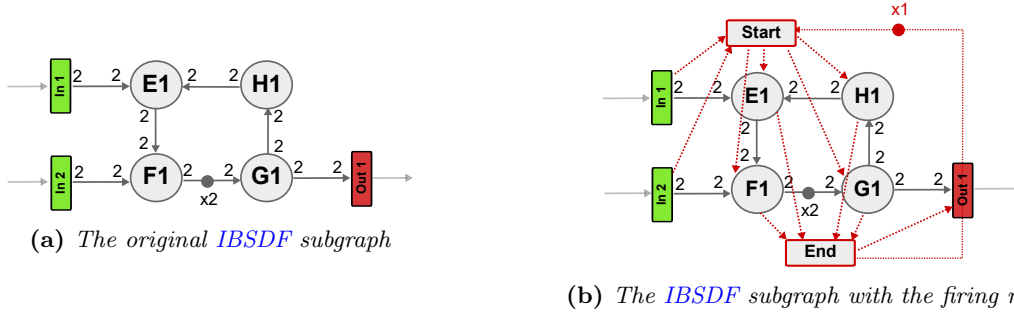 x1
Start
In 1 2 2 E1 2 H1
2 2
2 2
In 2 2 2 F1 2 2 G1 2 2 Out 1
x2
(a) The original IBSDF subgraph
In 1 2 2 E1 2 H1
2 2
2 2
In 2 2 2 F1 2 2 G1 2 2 Out 1
x2
End
(b) The IBSDF subgraph with the firing